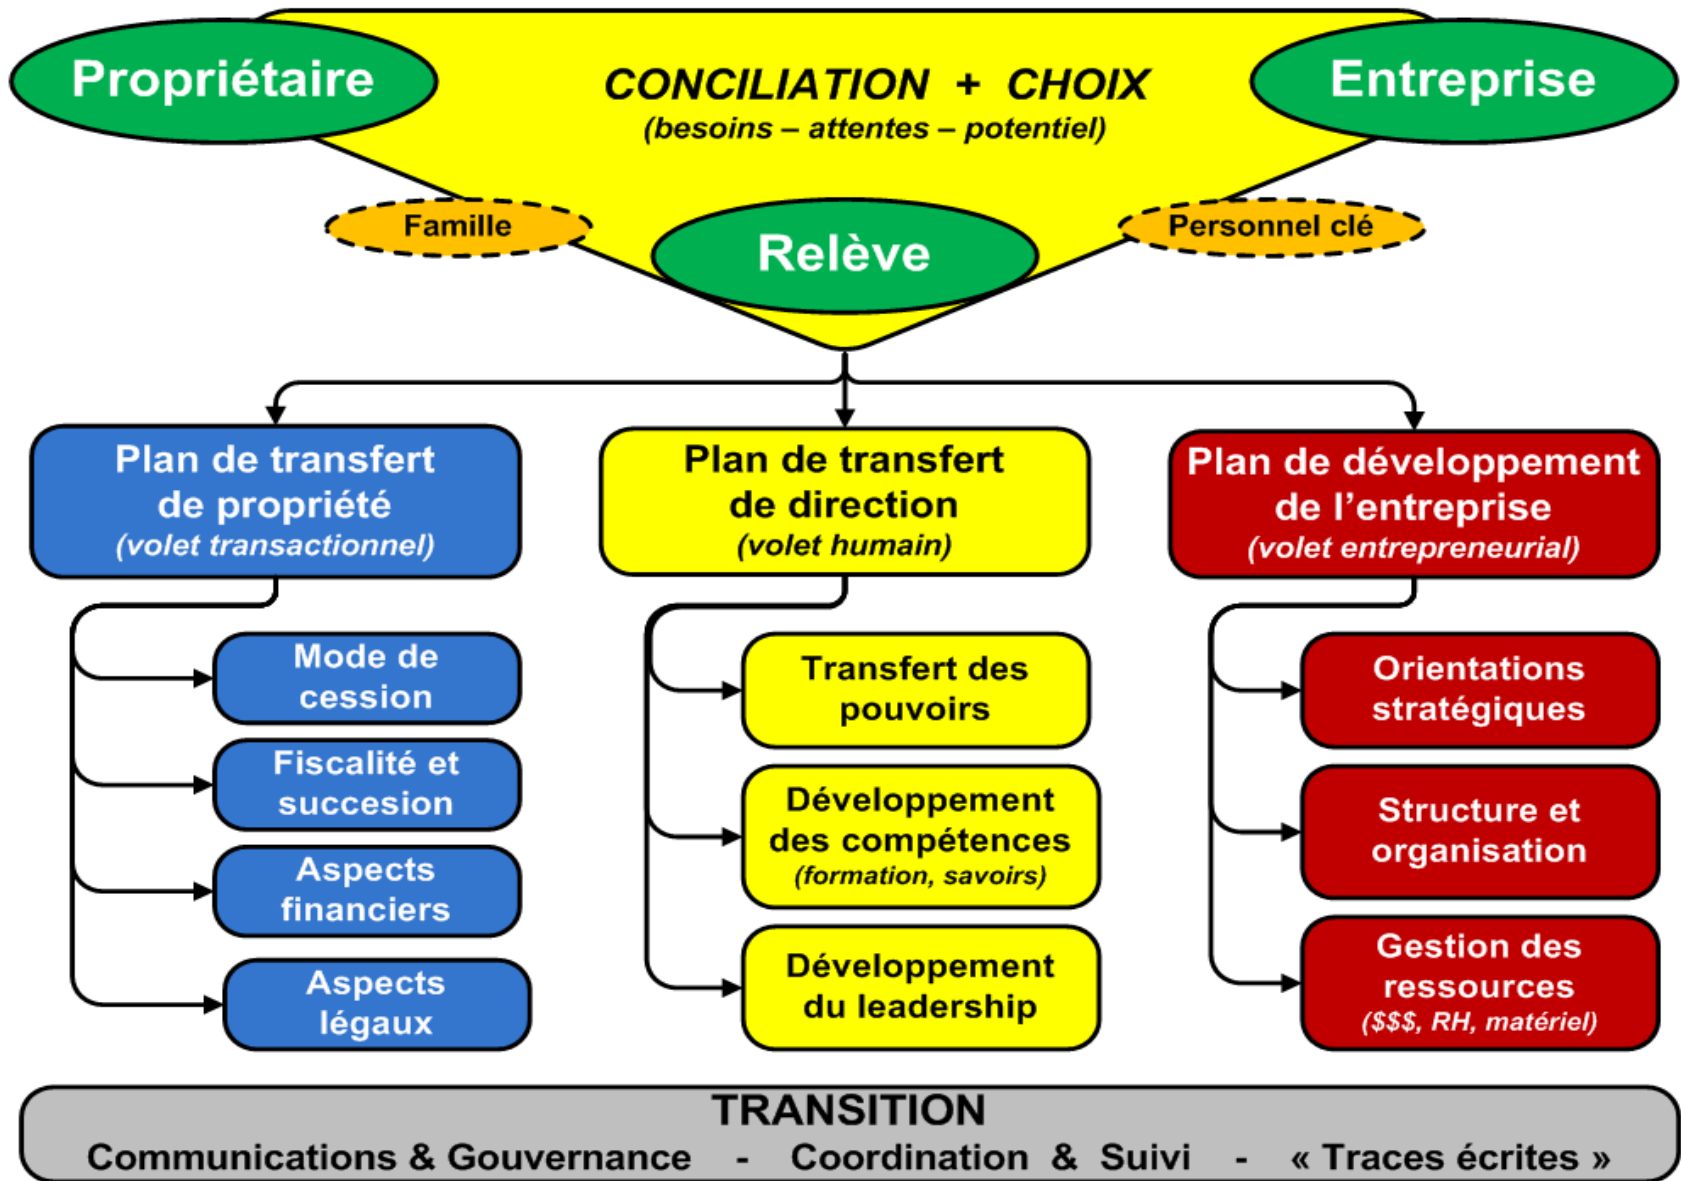 Propriétaire
CONCILIATION + CHOIX
(besoins – attentes – potentiel)
Entreprise
Famille
Relève
Personnel clé
Plan de transfert
de propriété
(volet transactionnel)
Plan de transfert
de direction
(volet humain)
Plan de développement
de l’entreprise
(volet entrepreneurial)
Mode de
cession
Fiscalité et
succesion
Aspects
financiers
Aspects
légaux
Transfert des
pouvoirs
Développement
des compétences
(formation, savoirs)
Développement
du leadership
Orientations
stratégiques
Structure et
organisation
Gestion des
ressources
($$$, RH, matériel)
TRANSITION
Communications & Gouvernance - Coordination & Suivi - « Traces écrites »